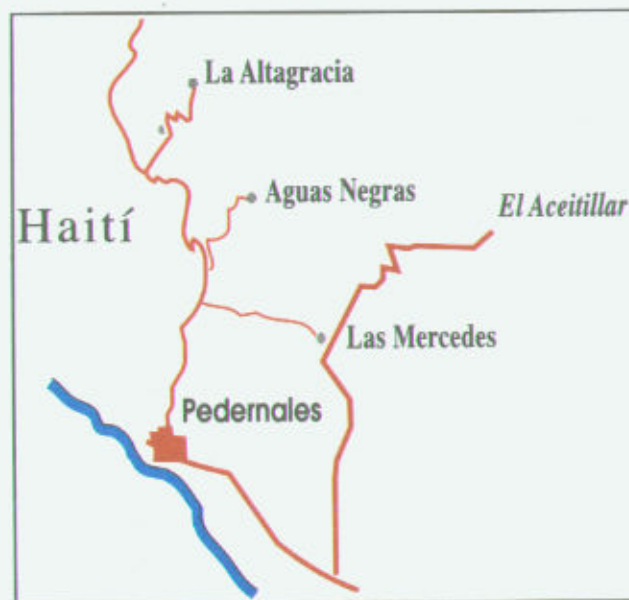 La Altagracia
Aguas Negras
El Aceitillar
Haití
Las Mercedes
Pedernales